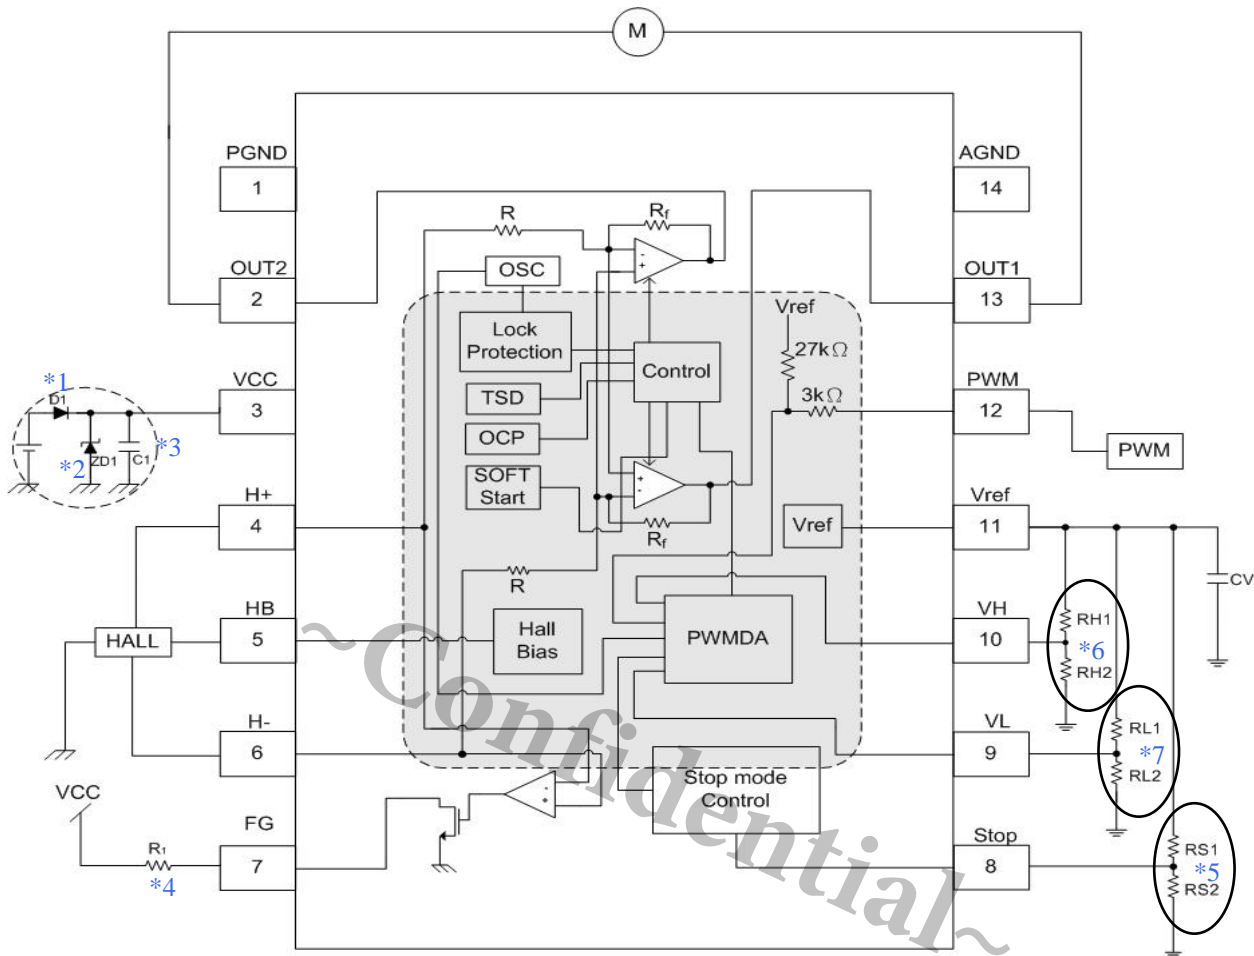 M
PGND
1
AGND
14
R
Rf
OUT2
2
OSC
OUT1
13
Vref
Lock
Protection
27kΩ
Control
*1
D1
VCC
3
TSD
3kΩ
PWM
12
*2
ZD1
C1
*3
OCP
PWM
SOFT
Start
H+
4
Vref
Vref
11
Rf
R
CV
HB
5
HALL
Hall
Bias
PWMDA
VH
10
RH1
*6
RH2
H-
6
VL
9
RL1
*7
RL2
VCC
Stop mode
Control
FG
7
R1
*4
Stop
8
RS1
*5
RS2
~Confidential~